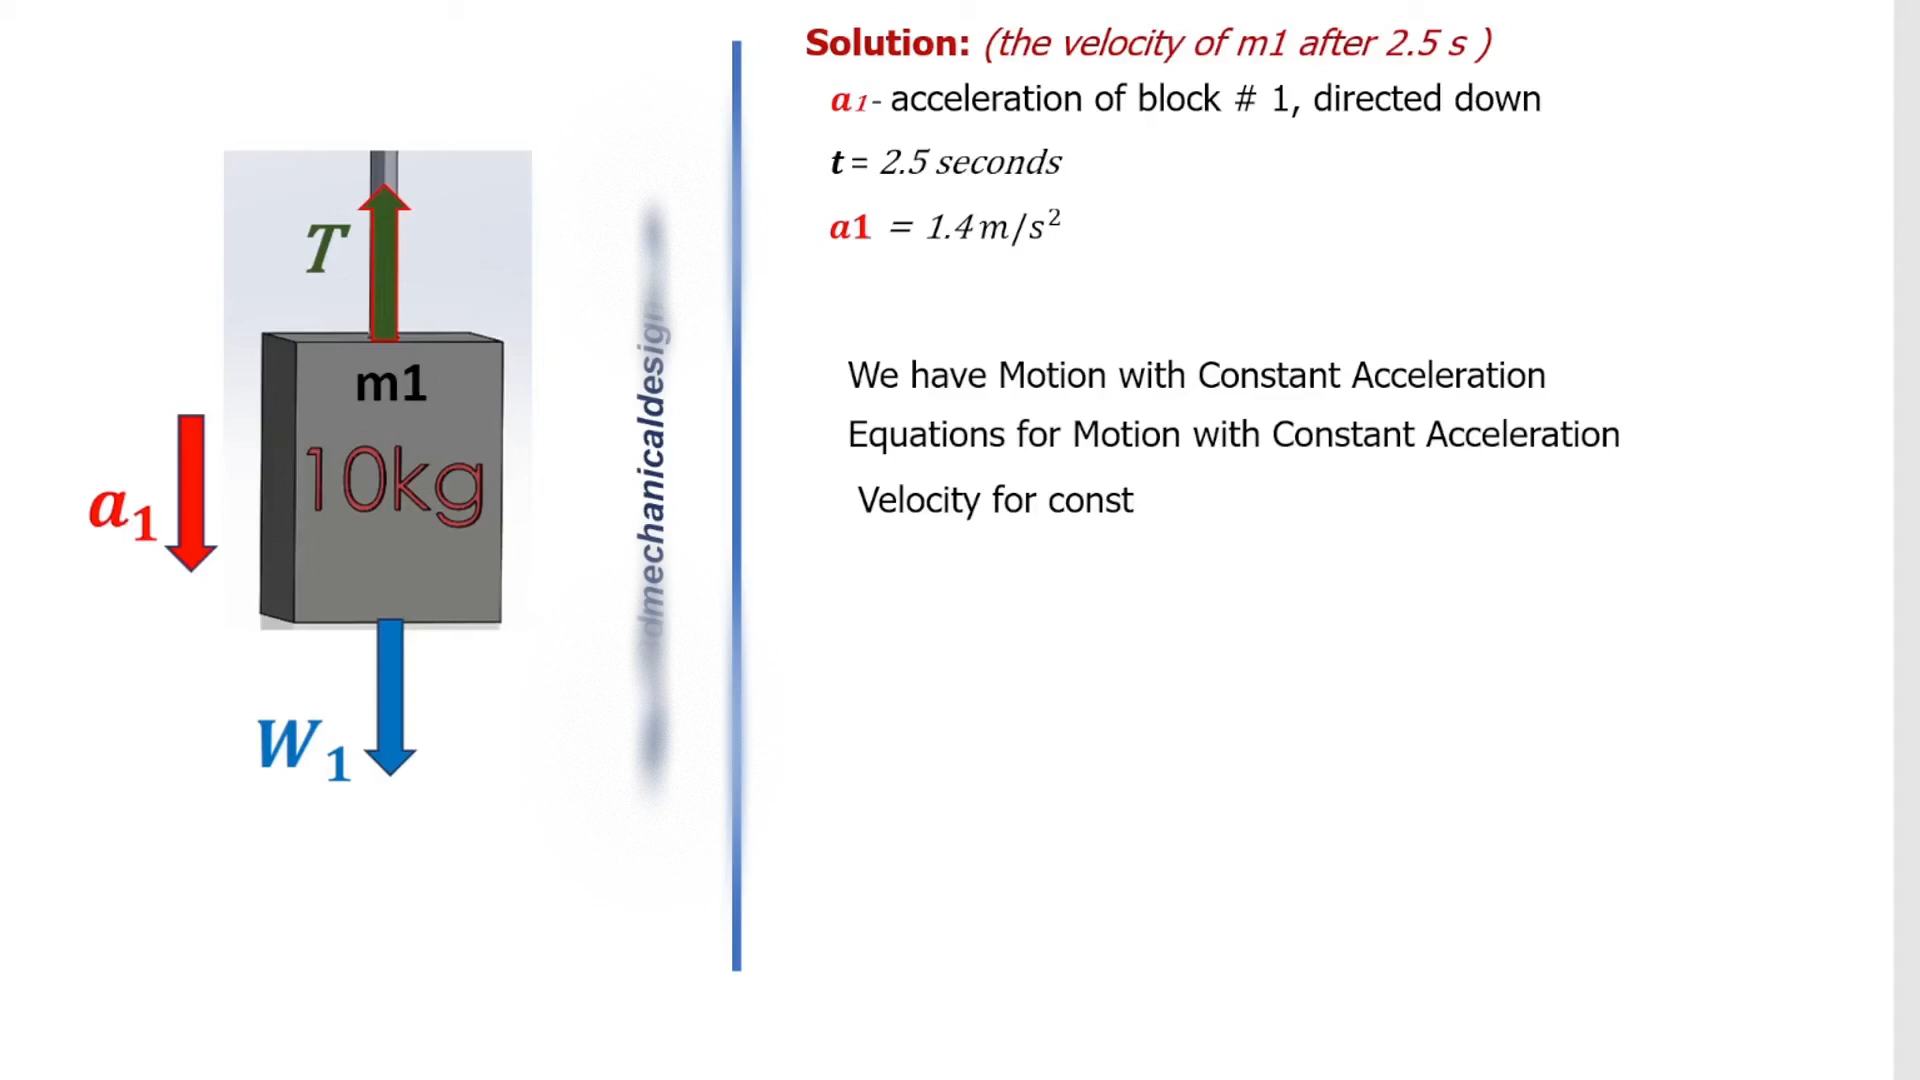 Solution: (the velocity of m1 after 2.5 s )
a1- acceleration of block # 1, directed down
t = 2.5 seconds
a1 = 1.4 m/s²
We have Motion with Constant Acceleration
Equations for Motion with Constant Acceleration
Velocity for const
T
m1
10kg
a₁
W₁
dmechanicaldesign